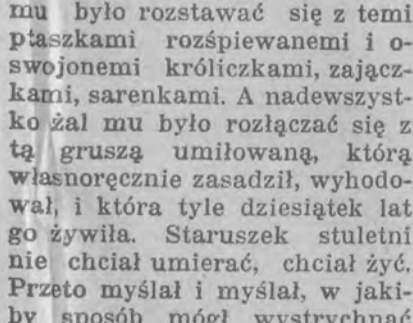 mu było rozstawać się z temi
ptaszkami rozśpiewanemi i o-
swojonemi króliczkami, zającz-
kami, sarenkami. A nadewszyst-
ko żal mu było rozłączać się z
tą gruszą umiłowaną, którą
własnoręcznie zasadził, wyhodo-
wał, i która tyle dziesiątek lat
go żywiła. Staruszek stuletni
nie chciał umierać, chciał żyć.
Przeto myślał i myślał, w jaki-
by sposób mógł wystrychnąć